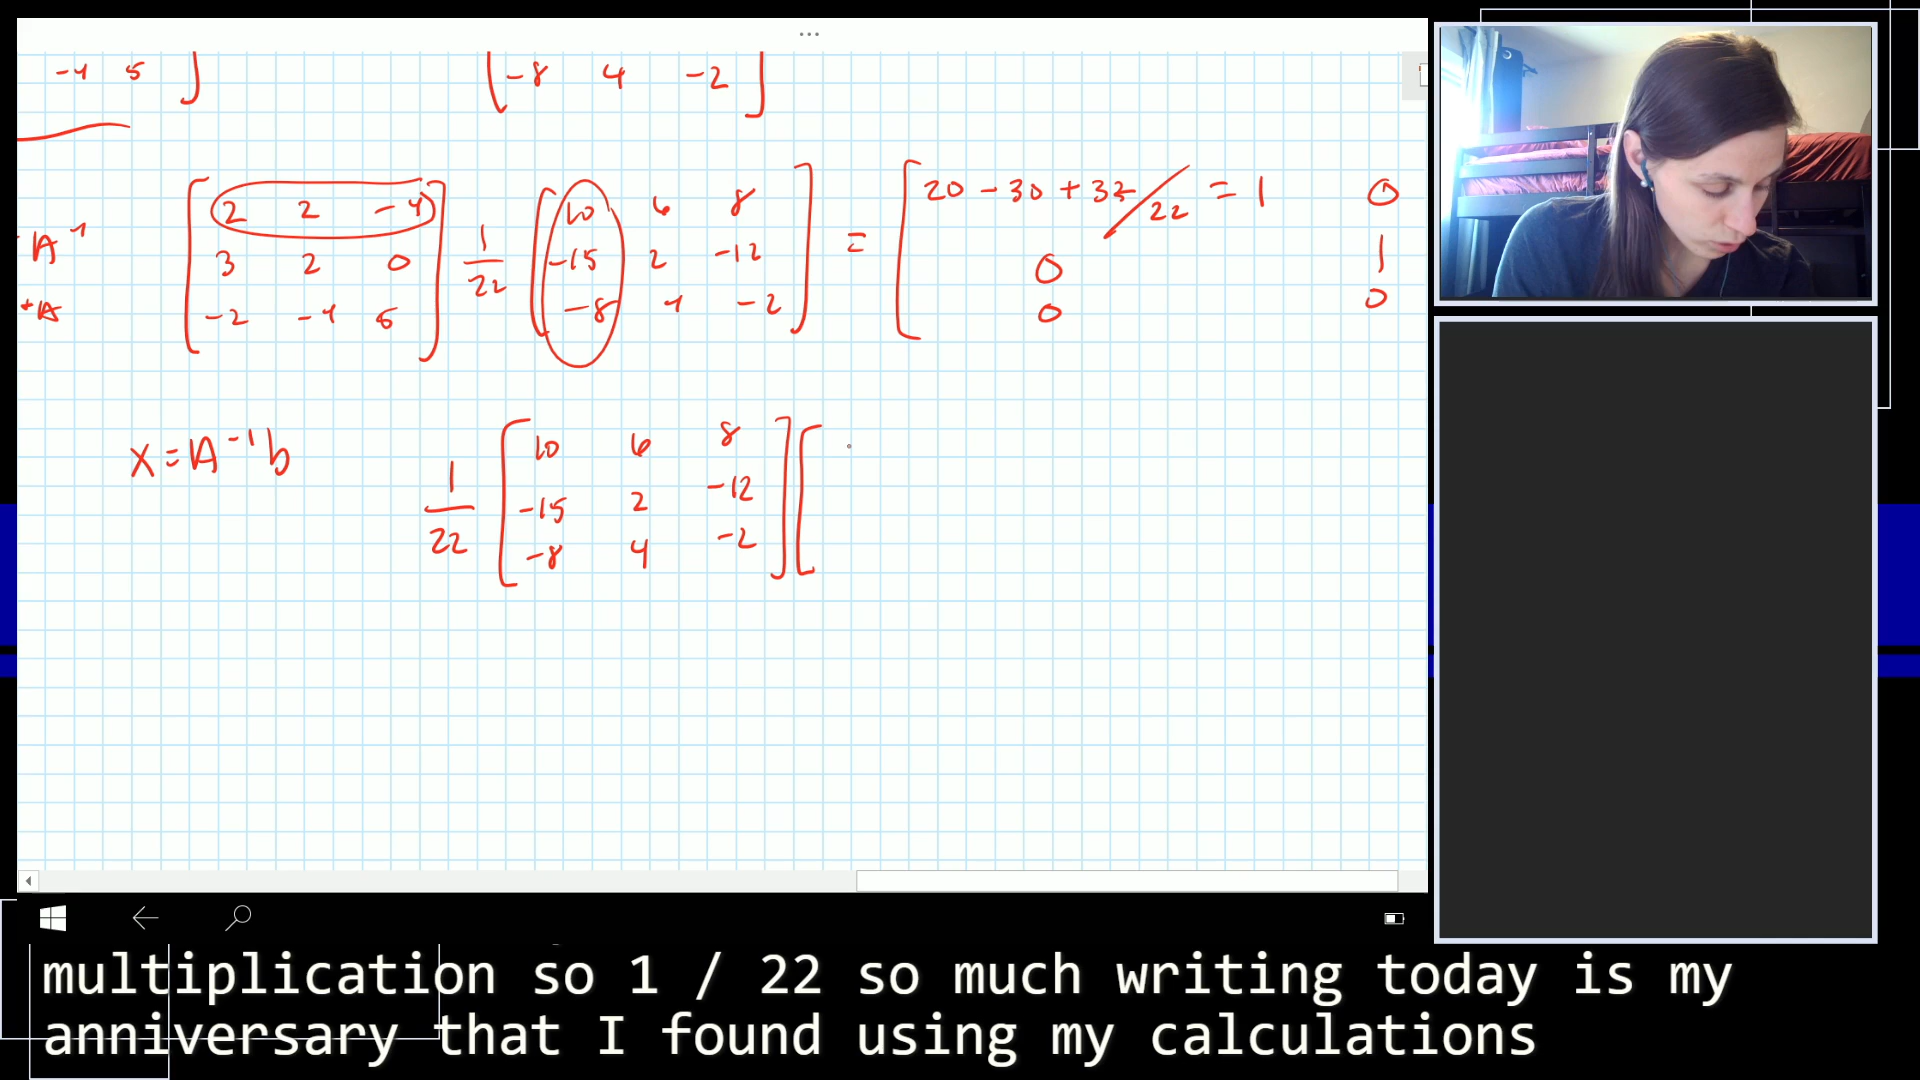 -4 5 ]
[-8 4 -2]
[2 2 -4] [10 6 8] [20 - 30 + 32/22 = 1 0
A⁻¹ 3 2 0 1/22 -15 2 -12 = 0 1
-2 -4 5 -8 4 -2 0 0
x = A⁻¹b 1/22 [10 6 8] [
-15 2 -12
-8 4 -2
multiplication so 1 / 22 so much writing today is my
anniversary that I found using my calculations